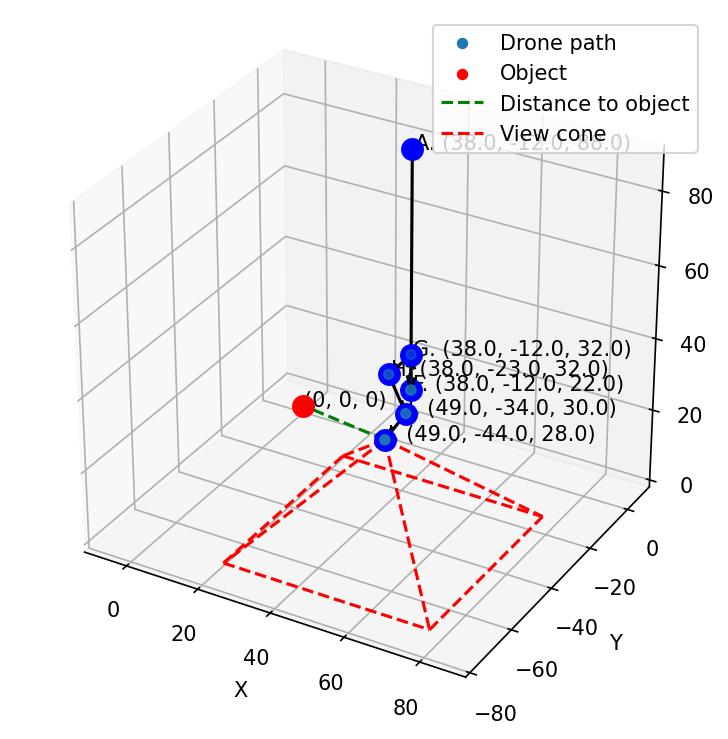 Drone path
Object
Distance to object
View cone
A. (38.0, -12.0, 88.0)
G. (38.0, -12.0, 32.0)
(38.0, -23.0, 32.0)
(38.0, -12.0, 22.0)
(49.0, -34.0, 30.0)
(0, 0, 0)
(49.0, -44.0, 28.0)
80
60
40
20
0
0
−20
−40
−60
−80
Y
0
20
40
60
80
X